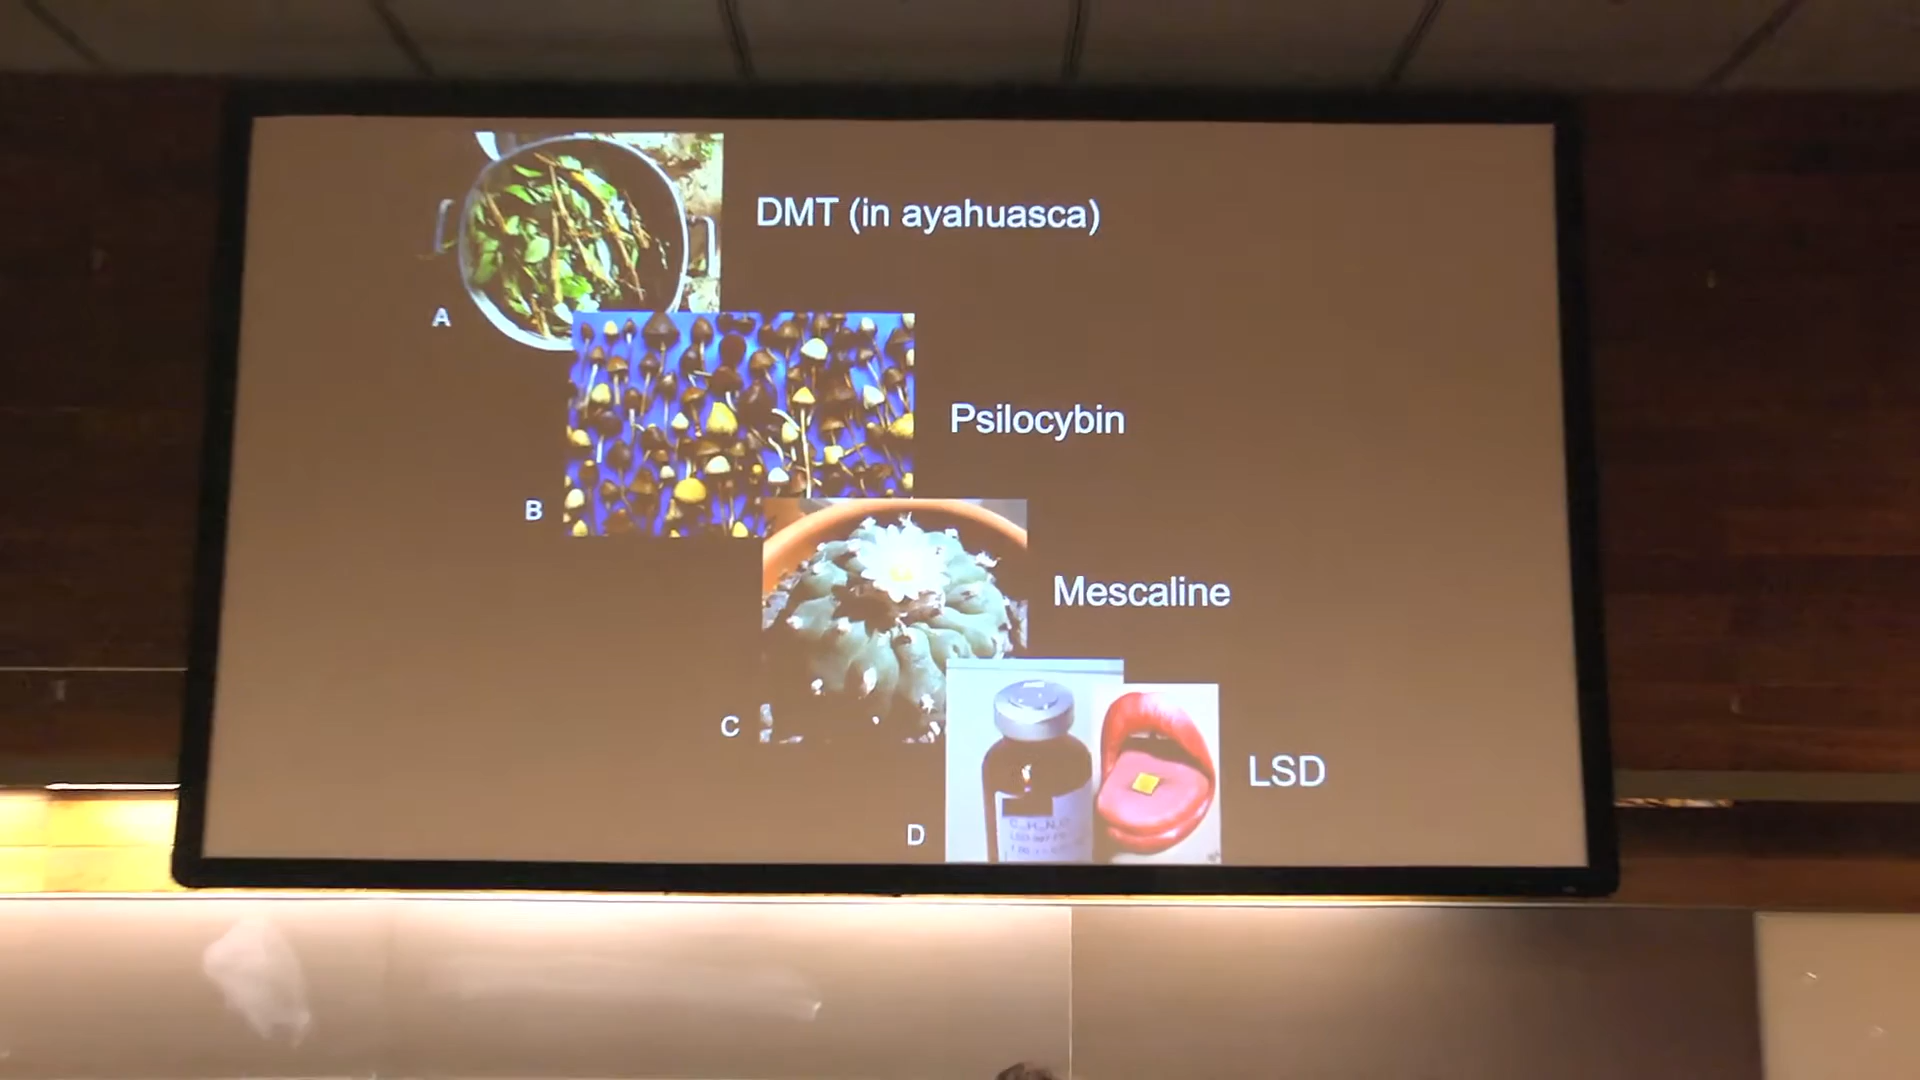 DMT (in ayahuasca)
A
Psilocybin
B
Mescaline
C
LSD
D